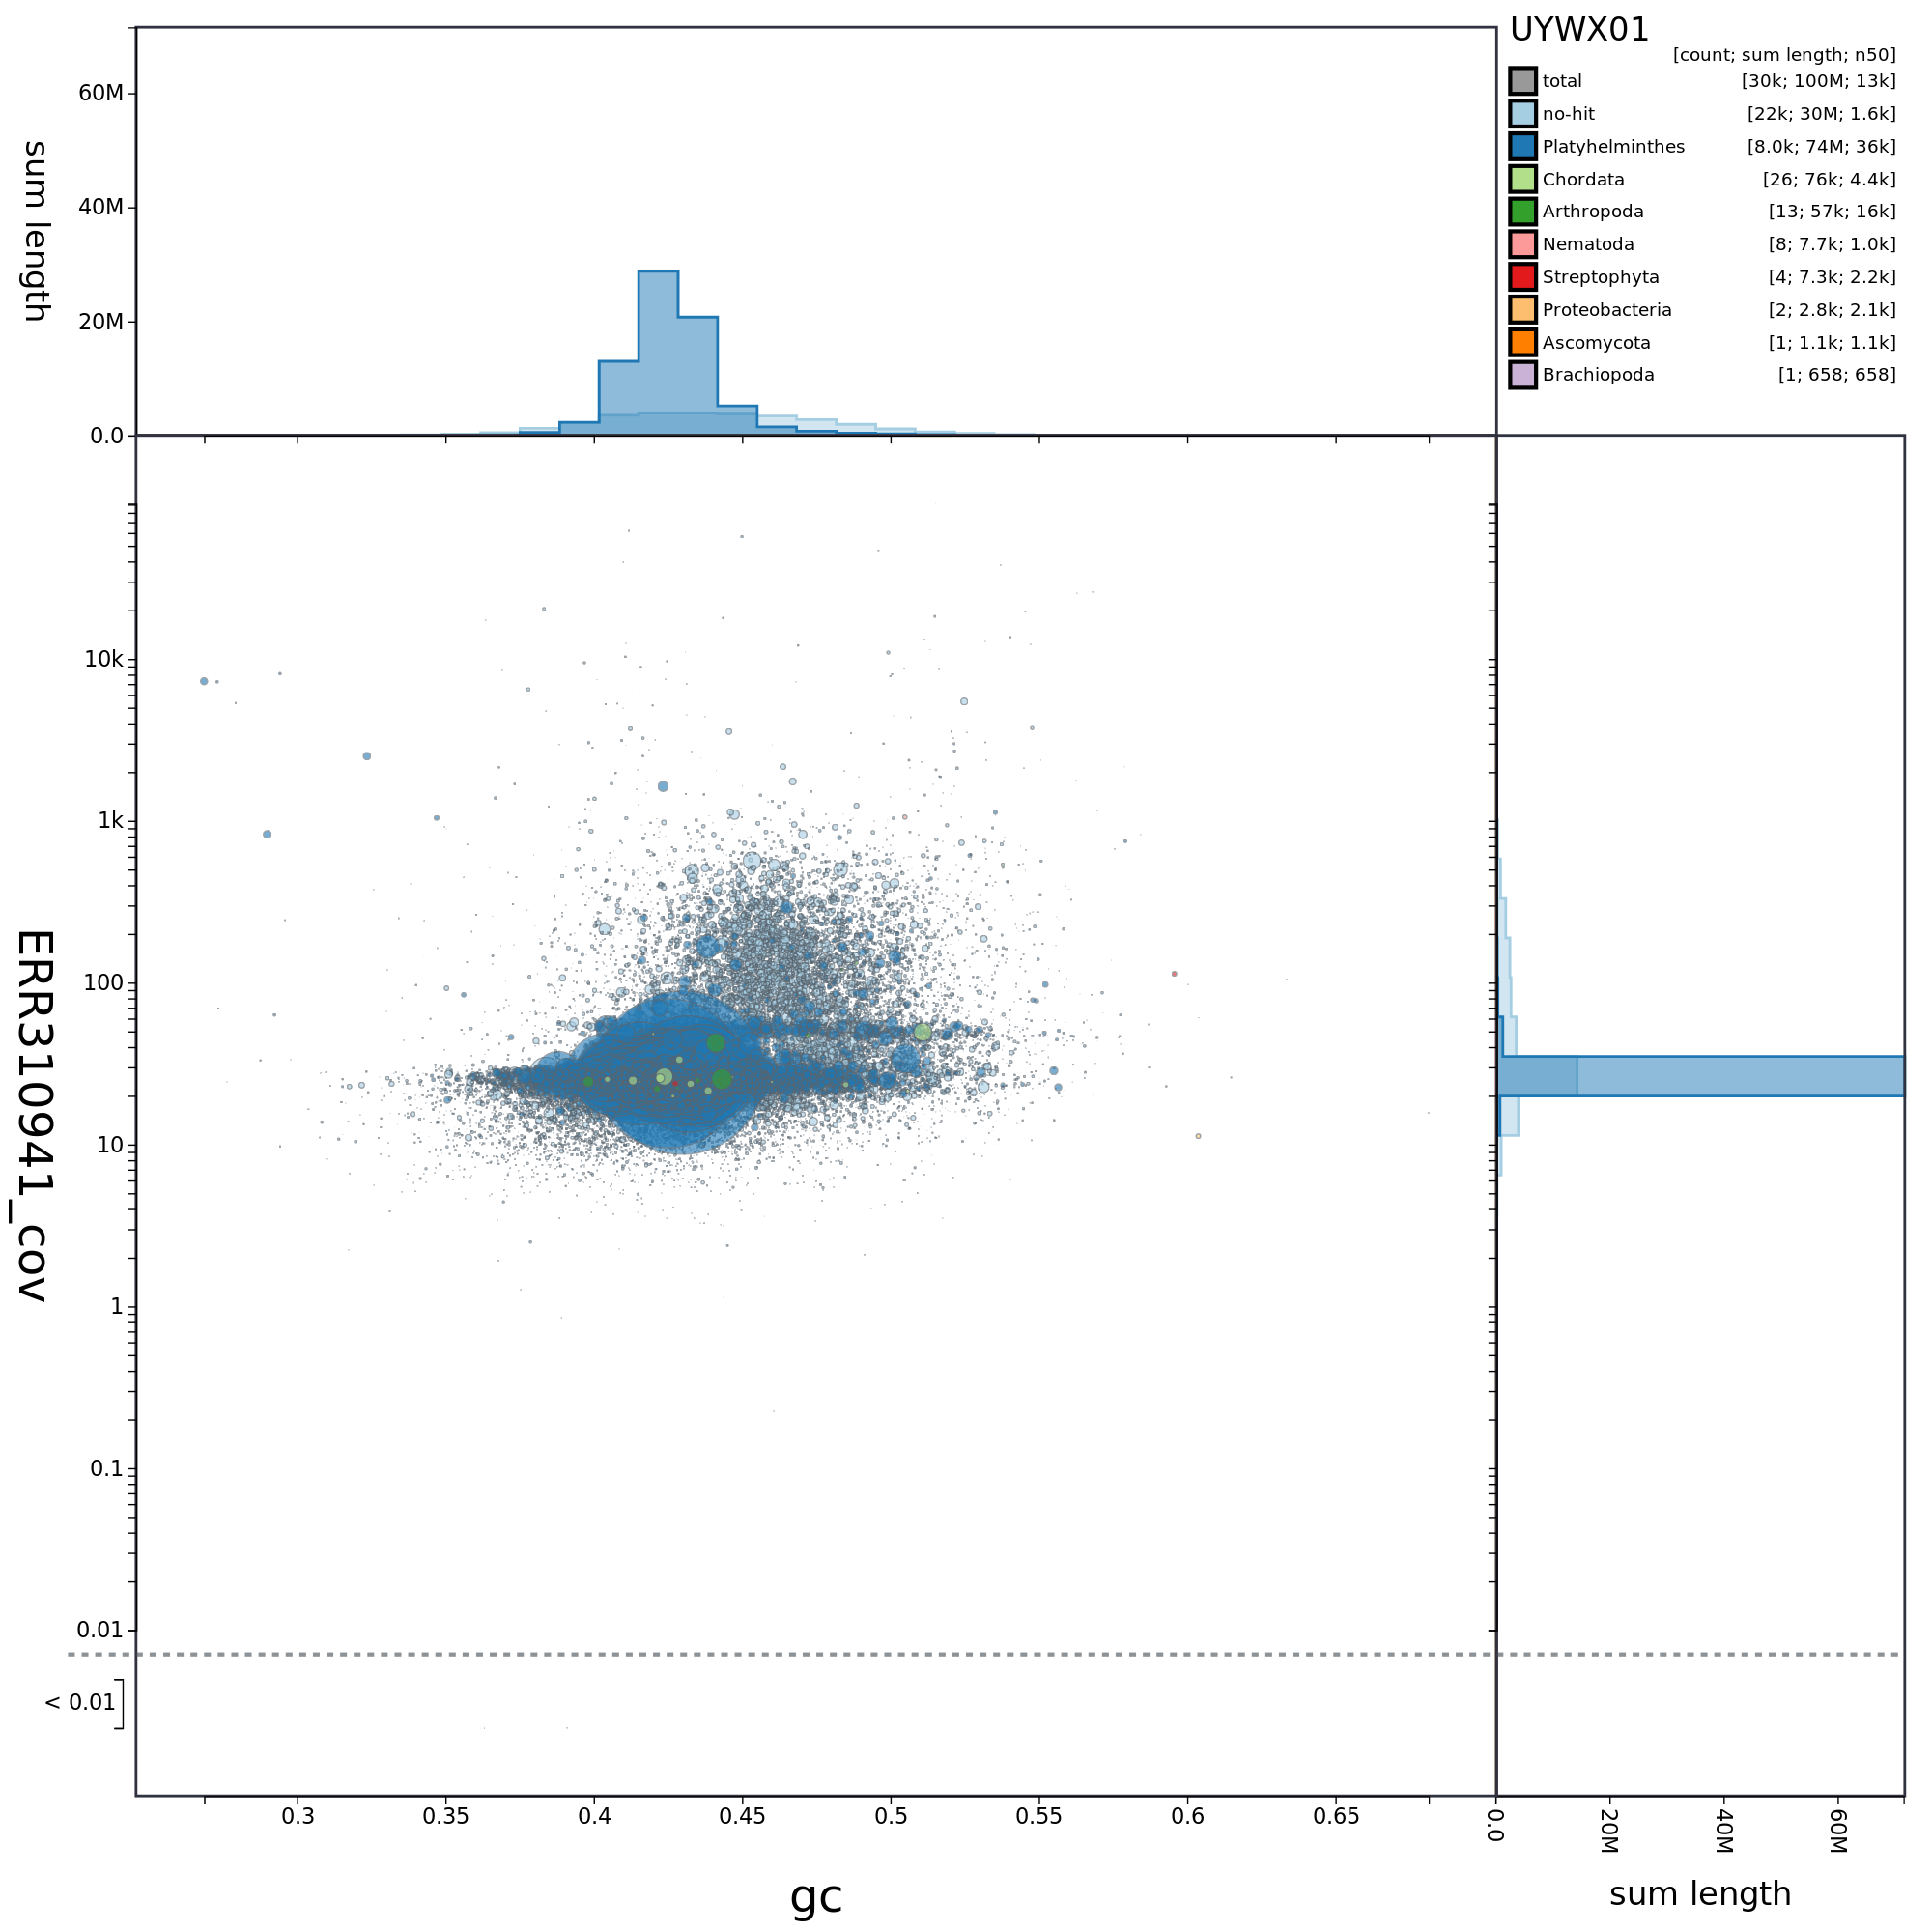 UYWX01
[count; sum length; n50]
total [30k; 100M; 13k]
no-hit [22k; 30M; 1.6k]
Platyhelminthes [8.0k; 74M; 36k]
Chordata [26; 76k; 4.4k]
Arthropoda [13; 57k; 16k]
Nematoda [8; 7.7k; 1.0k]
Streptophyta [4; 7.3k; 2.2k]
Proteobacteria [2; 2.8k; 2.1k]
Ascomycota [1; 1.1k; 1.1k]
Brachiopoda [1; 658; 658]
sum length
60M
40M
20M
0.0
ERR310941_cov
10k
1k
100
10
1
0.1
0.01
< 0.01
0.3 0.35 0.4 0.45 0.5 0.55 0.6 0.65
gc
0.0 20M 40M 60M
sum length